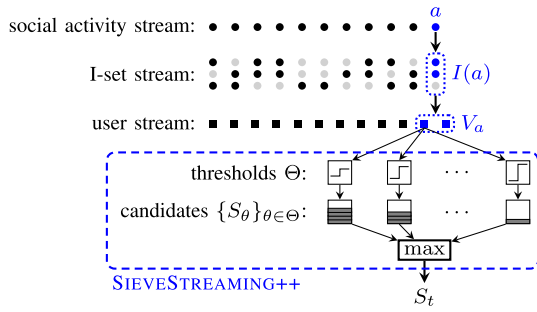 a
social activity stream:
I-set stream: I(a)
user stream: V_a
thresholds Θ: · · ·
candidates {S_θ}_{θ∈Θ}: · · ·
max
SIEVESTREAMING++
S_t